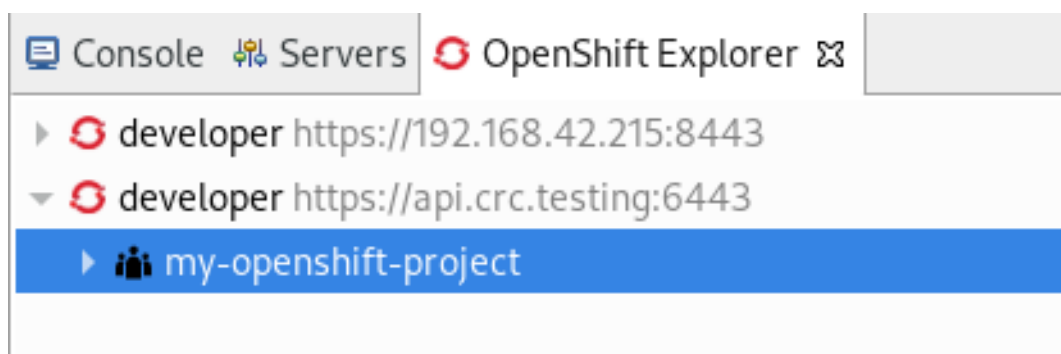 Console Servers OpenShift Explorer
developer https://192.168.42.215:8443
developer https://api.crc.testing:6443
my-openshift-project